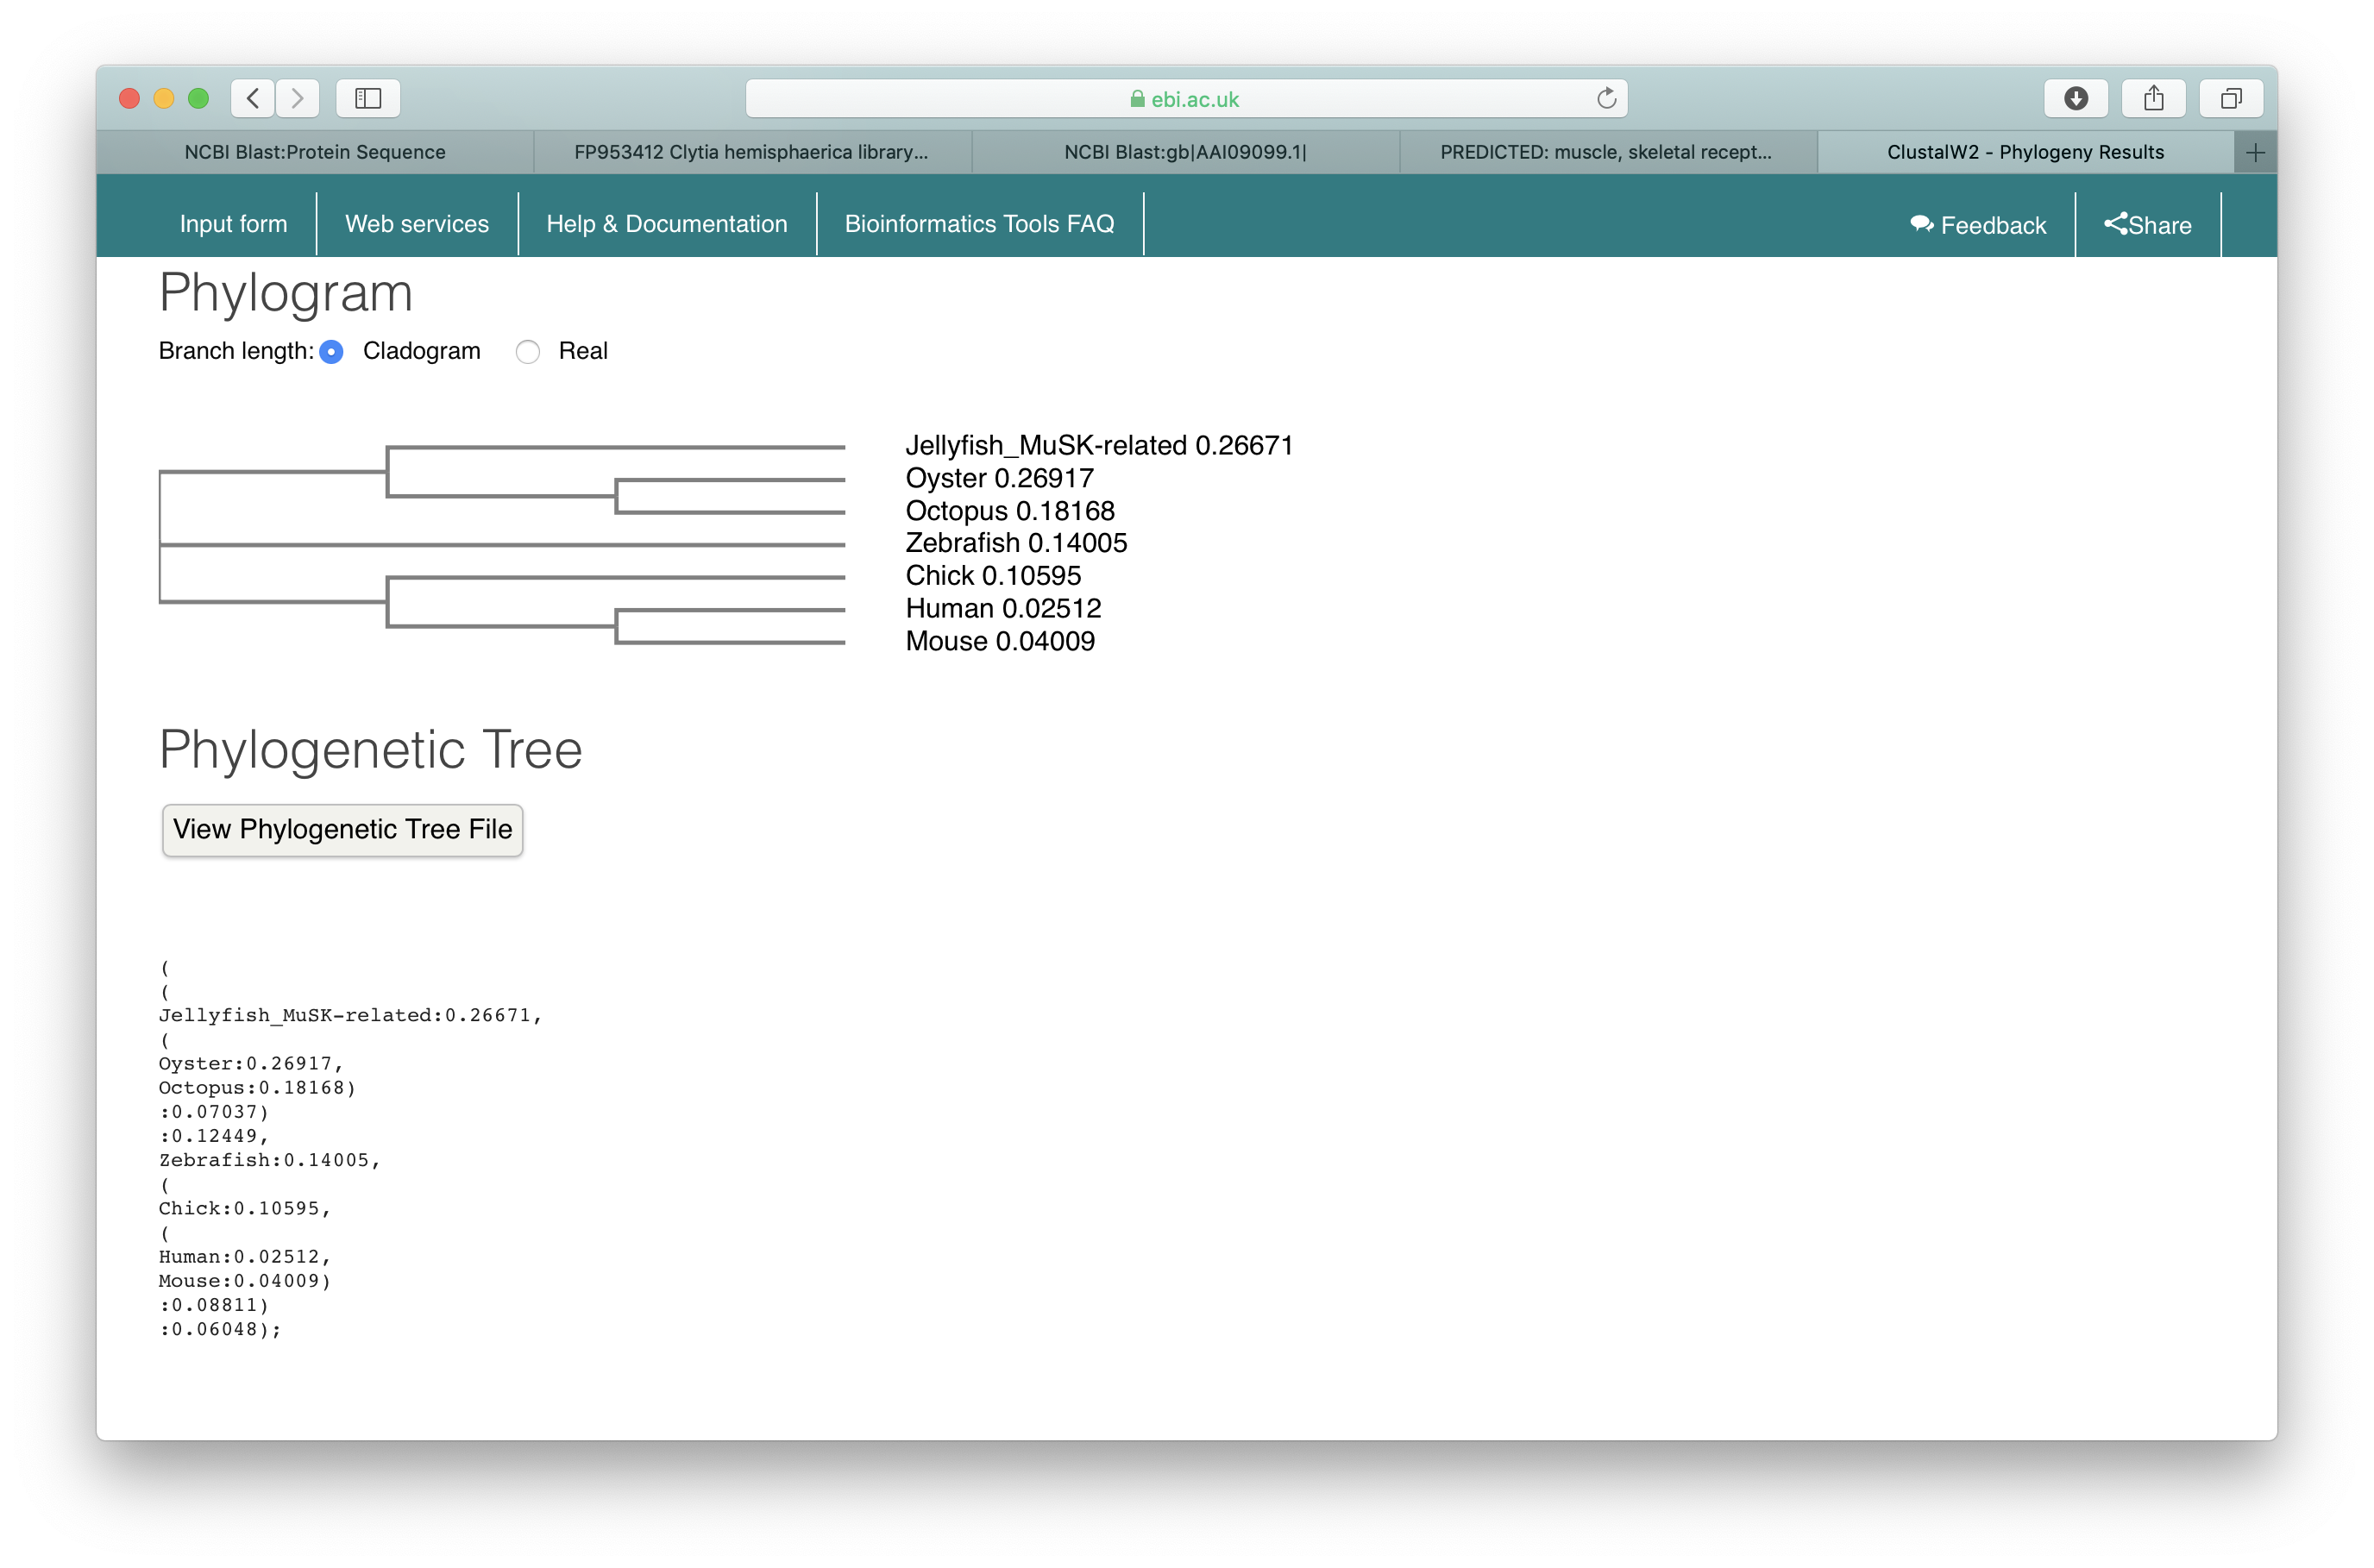 ebi.ac.uk
NCBI Blast:Protein Sequence
FP953412 Clytia hemisphaerica library...
NCBI Blast:gb|AAI09099.1|
PREDICTED: muscle, skeletal recept...
ClustalW2 - Phylogeny Results
Input form
Web services
Help & Documentation
Bioinformatics Tools FAQ
Feedback
Share
Phylogram
Branch length: Cladogram Real
Jellyfish_MuSK-related 0.26671
Oyster 0.26917
Octopus 0.18168
Zebrafish 0.14005
Chick 0.10595
Human 0.02512
Mouse 0.04009
Phylogenetic Tree
View Phylogenetic Tree File
(
(
Jellyfish_MuSK-related:0.26671,
(
Oyster:0.26917,
Octopus:0.18168)
:0.07037)
:0.12449,
Zebrafish:0.14005,
(
Chick:0.10595,
(
Human:0.02512,
Mouse:0.04009)
:0.08811)
:0.06048);